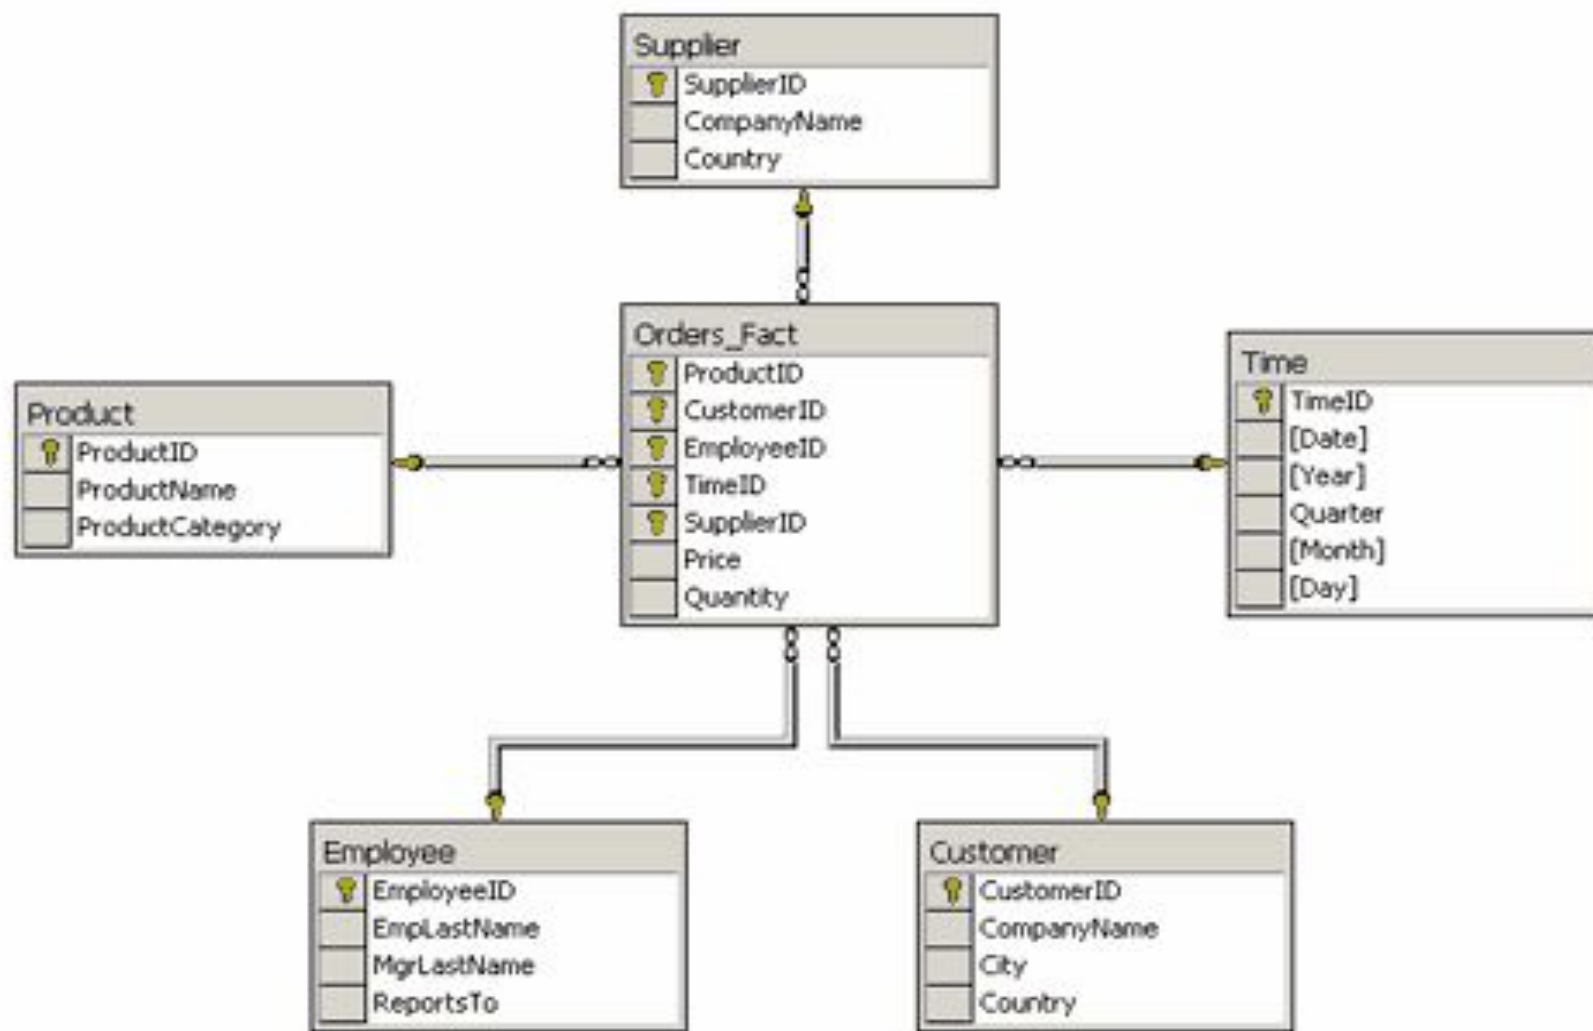 Supplier
SupplierID
CompanyName
Country
Orders_Fact
ProductID
CustomerID
EmployeeID
TimeID
SupplierID
Price
Quantity
Product
ProductID
ProductName
ProductCategory
Time
TimeID
[Date]
[Year]
Quarter
[Month]
[Day]
Employee
EmployeeID
EmpLastName
MgrLastName
ReportsTo
Customer
CustomerID
CompanyName
City
Country